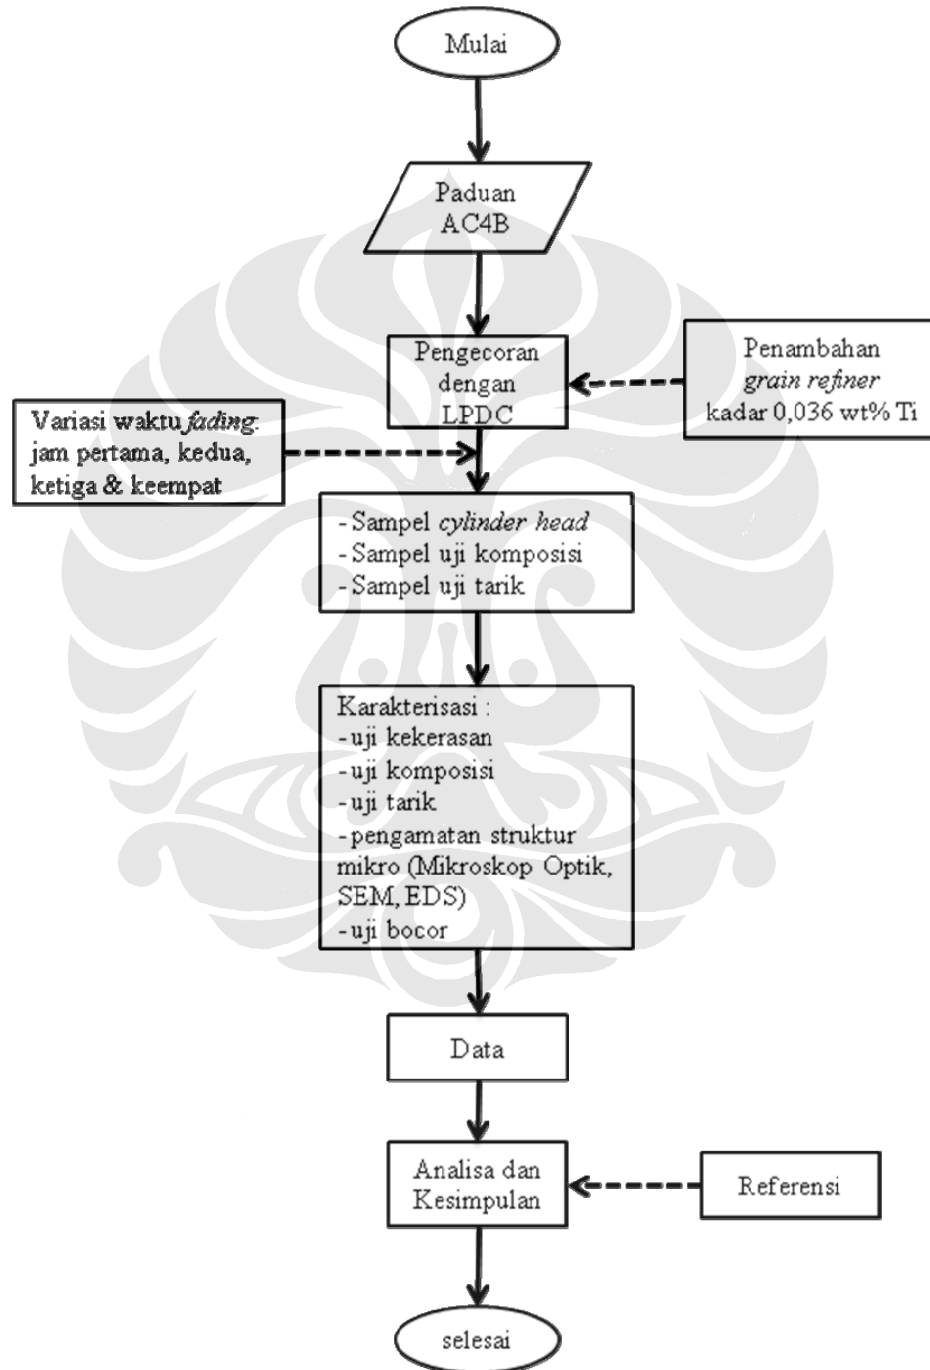 Mulai
Paduan
AC4B
Pengecoran
dengan
LPDC
Penambahan
grain refiner
kadar 0,036 wt% Ti
Variasi waktu fading:
jam pertama, kedua,
ketiga & keempat
-Sampel cylinder head
-Sampel uji komposisi
-Sampel uji tarik
Karakterisasi :
-uji kekerasan
-uji komposisi
-uji tarik
-pengamatan struktur
mikro (Mikroskop Optik,
SEM, EDS)
-uji bocor
Data
Analisa dan
Kesimpulan
Referensi
selesai